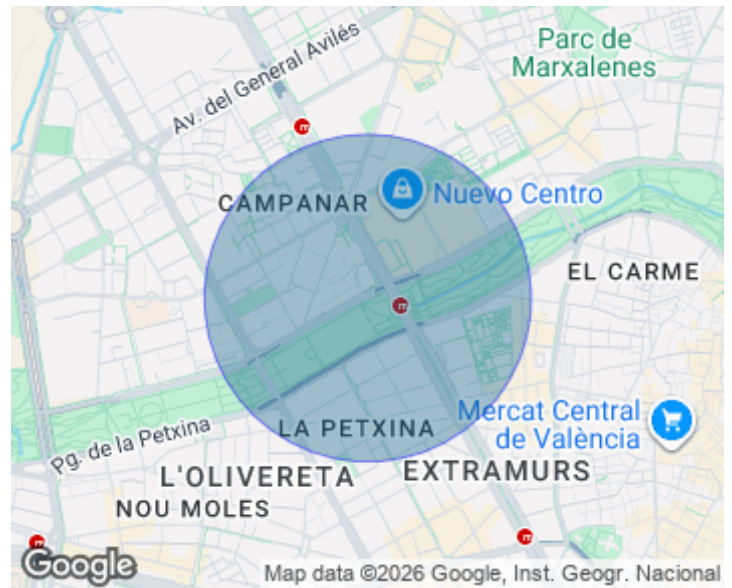 Parc de
Marxalenes
Av. del General Avilés
CAMPANAR
Nuevo Centro
EL CARME
Mercat Central
de València
LA PETXINA
Pg. de la Petxina
L'OLIVERETA
EXTRAMURS
NOU MOLES
Google
Map data ©2026 Google, Inst. Geogr. Nacional